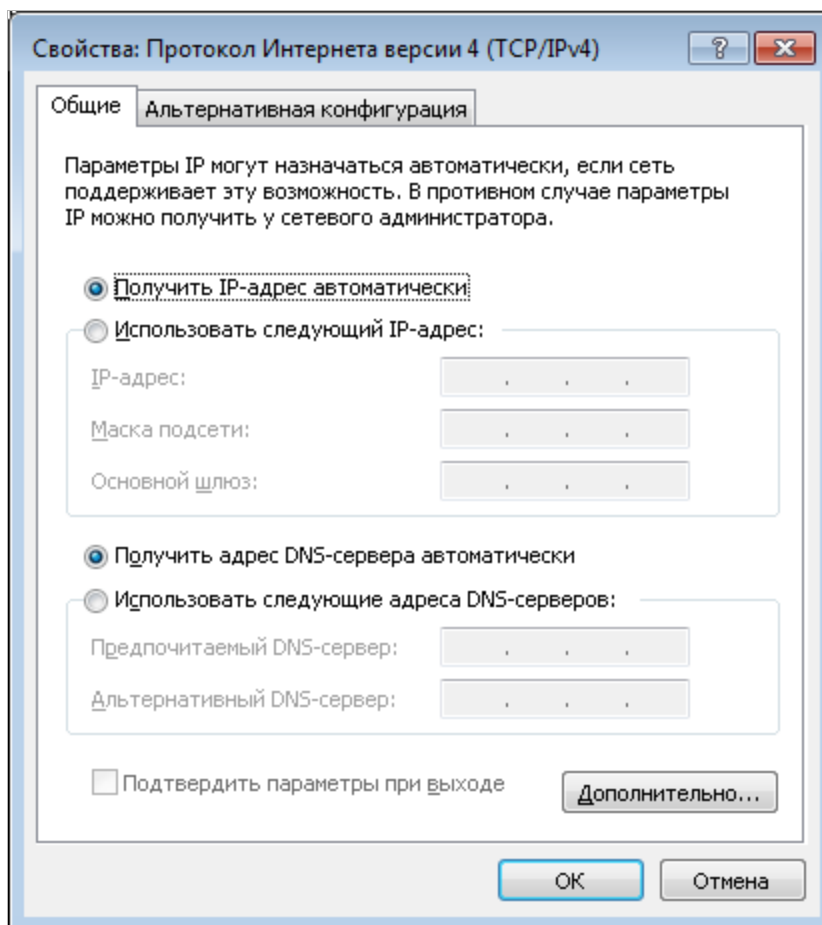 Свойства: Протокол Интернета версии 4 (TCP/IPv4)
Общие
Альтернативная конфигурация
Параметры IP могут назначаться автоматически, если сеть
поддерживает эту возможность. В противном случае параметры
IP можно получить у сетевого администратора.
Получить IP-адрес автоматически
Использовать следующий IP-адрес:
IP-адрес:
Маска подсети:
Основной шлюз:
Получить адрес DNS-сервера автоматически
Использовать следующие адреса DNS-серверов:
Предпочитаемый DNS-сервер:
Альтернативный DNS-сервер:
Подтвердить параметры при выходе
Дополнительно...
ОК
Отмена